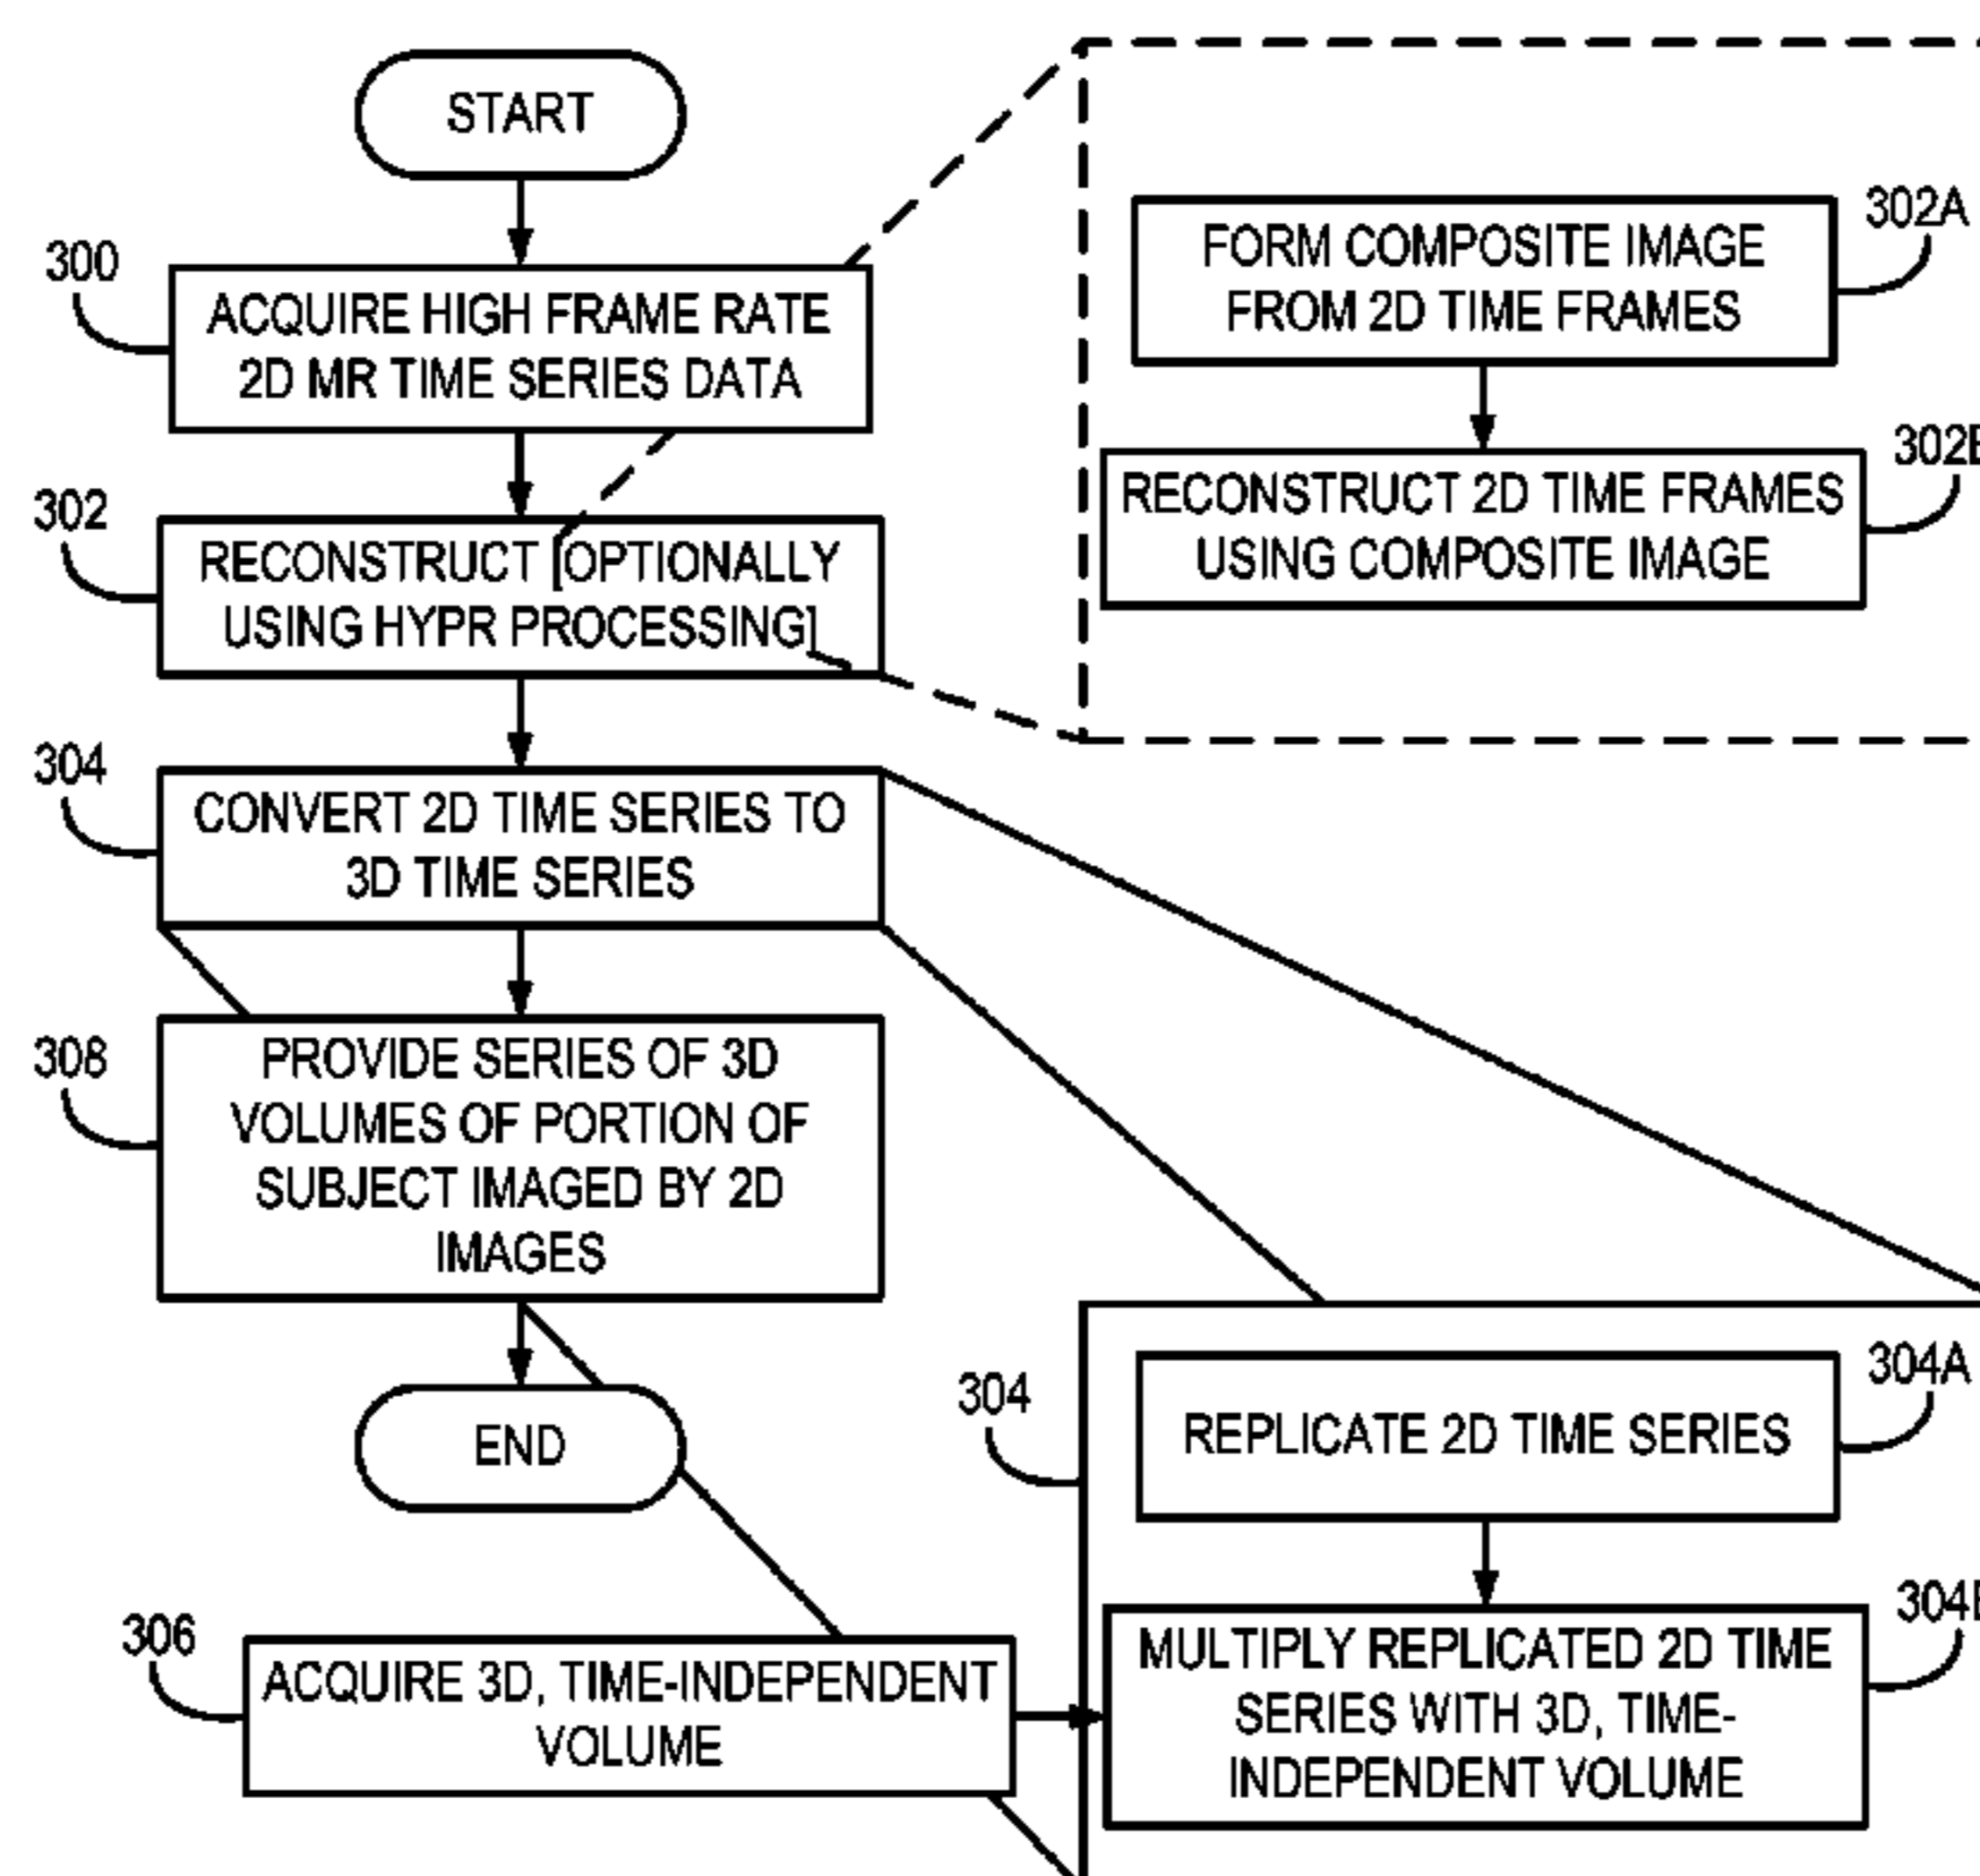 START
300
ACQUIRE HIGH FRAME RATE
2D MR TIME SERIES DATA
302
RECONSTRUCT [OPTIONALLY
USING HYPR PROCESSING]
304
CONVERT 2D TIME SERIES TO
3D TIME SERIES
308
PROVIDE SERIES OF 3D
VOLUMES OF PORTION OF
SUBJECT IMAGED BY 2D
IMAGES
END
306
ACQUIRE 3D, TIME-INDEPENDENT
VOLUME
302A
FORM COMPOSITE IMAGE
FROM 2D TIME FRAMES
302B
RECONSTRUCT 2D TIME FRAMES
USING COMPOSITE IMAGE
304
304A
REPLICATE 2D TIME SERIES
304B
MULTIPLY REPLICATED 2D TIME
SERIES WITH 3D, TIME-
INDEPENDENT VOLUME